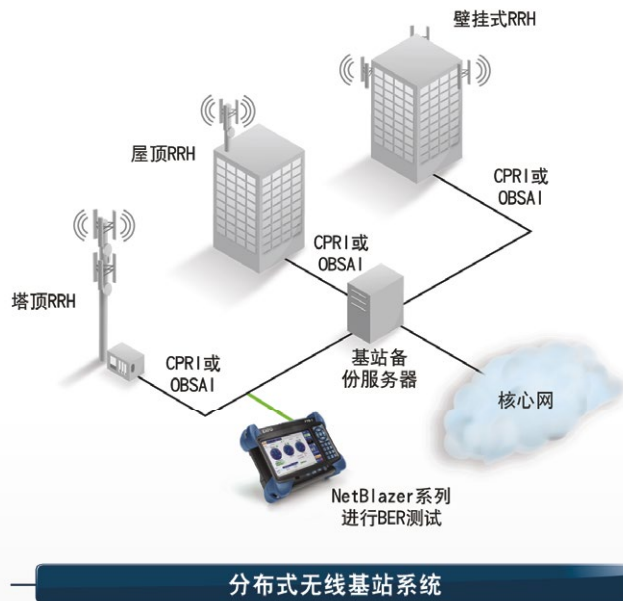 壁挂式RRH
屋顶RRH
CPRI或
OBSAI
CPRI或
OBSAI
塔顶RRH
CPRI或
OBSAI
基站备
份服务器
核心网
NetBlazer系列
进行BER测试
分布式无线基站系统